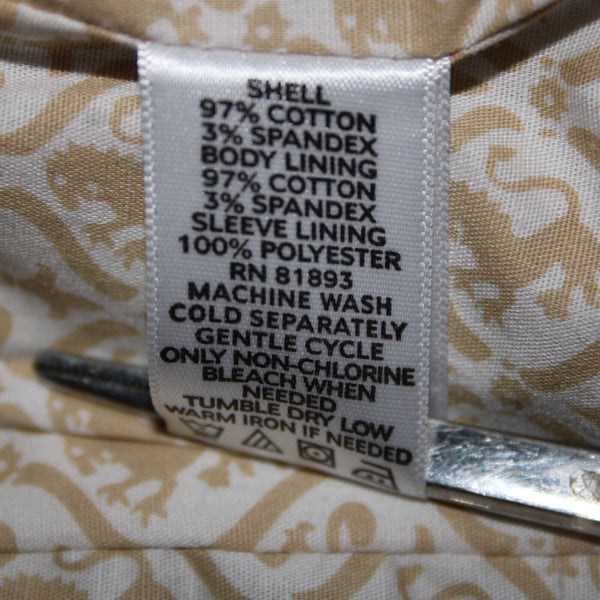 SHELL
97% COTTON
3% SPANDEX
BODY LINING
97% COTTON
3% SPANDEX
SLEEVE LINING
100% POLYESTER
RN 81893
MACHINE WASH
COLD SEPARATELY
GENTLE CYCLE
ONLY NON-CHLORINE
BLEACH WHEN
NEEDED
TUMBLE DRY LOW
WARM IRON IF NEEDED